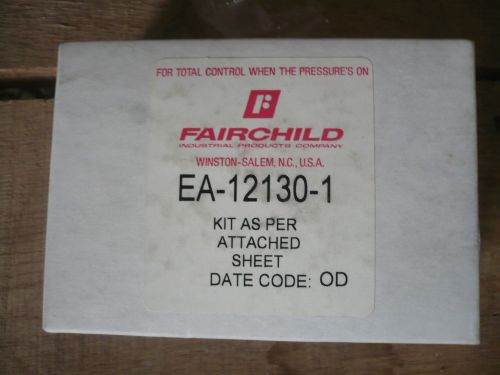 FOR TOTAL CONTROL WHEN THE PRESSURE'S ON
FAIRCHILD
INDUSTRIAL PRODUCTS COMPANY
WINSTON-SALEM, N.C., U.S.A.
EA-12130-1
KIT AS PER
ATTACHED
SHEET
DATE CODE: OD